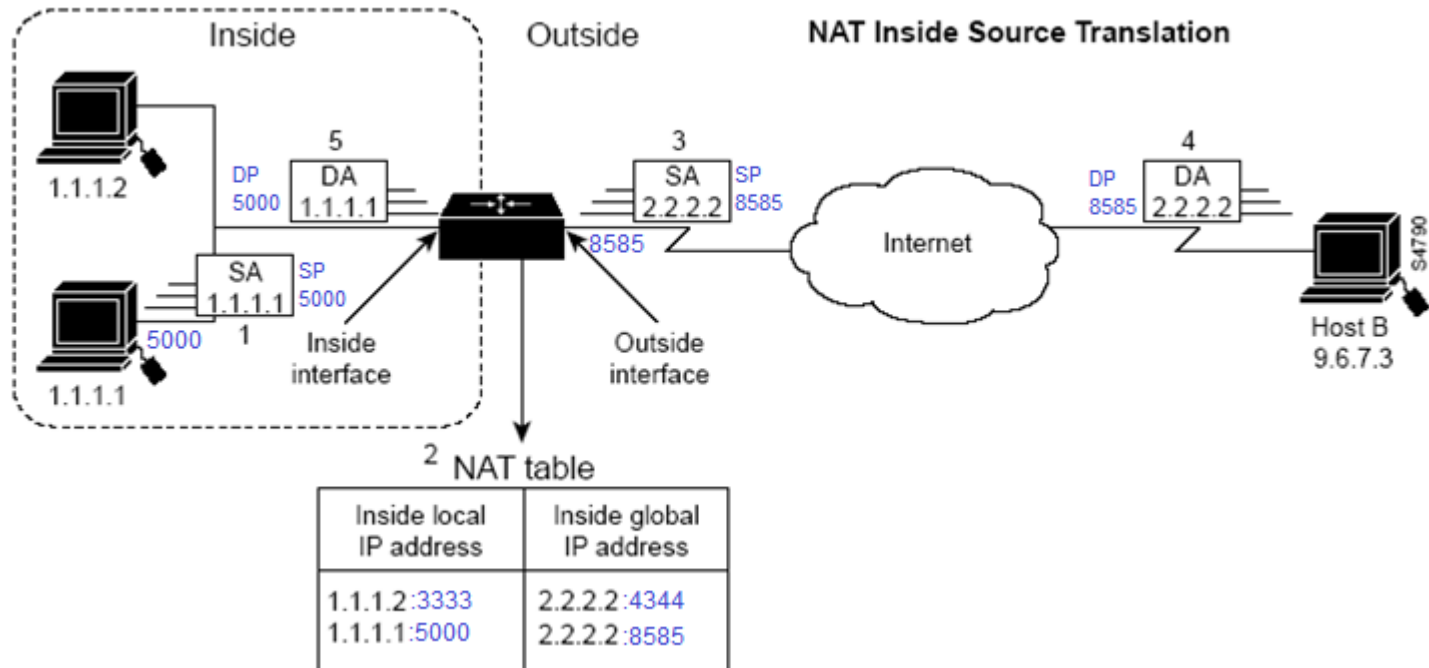 Inside
Outside
NAT Inside Source Translation
1.1.1.2
5
DP
5000
DA
1.1.1.1
3
SA
2.2.2.2
SP
8585
8585
Internet
4
DP
8585
DA
2.2.2.2
S4790
Host B
9.6.7.3
SA
1.1.1.1
SP
5000
1
5000
1.1.1.1
Inside
interface
Outside
interface
2
NAT table
Inside local
IP address
Inside global
IP address
1.1.1.2:3333
2.2.2.2:4344
1.1.1.1:5000
2.2.2.2:8585